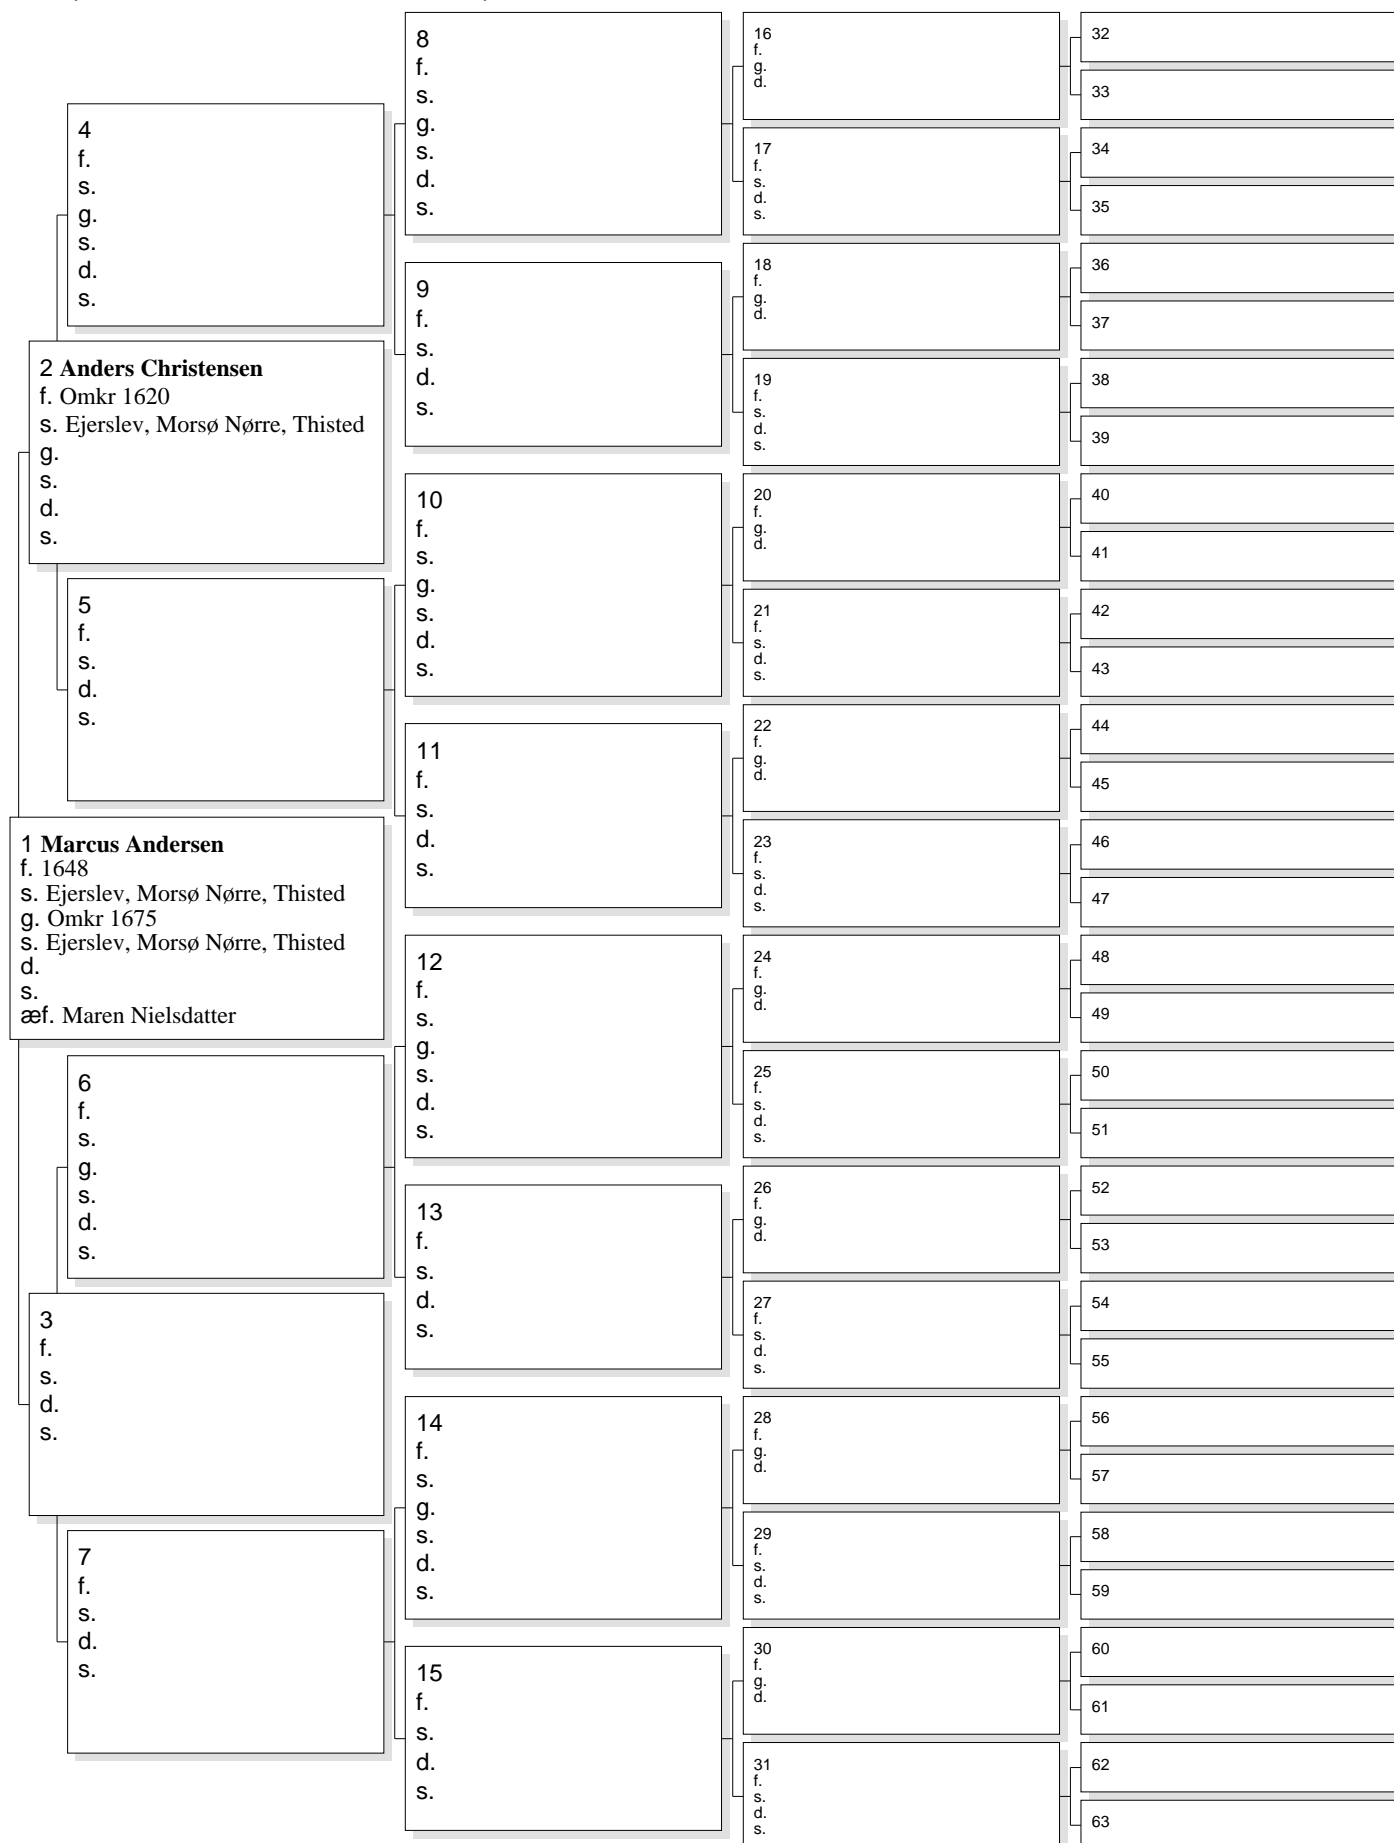 4
f.
s.
g.
s.
d.
s.
2 Anders Christensen
f. Omkr 1620
s. Ejerslev, Morsø Nørre, Thisted
g.
s.
d.
s.
5
f.
s.
d.
s.
1 Marcus Andersen
f. 1648
s. Ejerslev, Morsø Nørre, Thisted
g. Omkr 1675
s. Ejerslev, Morsø Nørre, Thisted
d.
s.
æf. Maren Nielsdatter
6
f.
s.
g.
s.
d.
s.
3
f.
s.
d.
s.
7
f.
s.
d.
s.
8
f.
s.
g.
s.
d.
s.
9
f.
s.
d.
s.
10
f.
s.
g.
s.
d.
s.
11
f.
s.
d.
s.
12
f.
s.
g.
s.
d.
s.
13
f.
s.
d.
s.
14
f.
s.
g.
s.
d.
s.
15
f.
s.
d.
s.
16
f.
g.
d.
17
f.
s.
d.
s.
18
f.
g.
d.
19
f.
s.
d.
s.
20
f.
g.
d.
21
f.
s.
d.
s.
22
f.
g.
d.
23
f.
s.
d.
s.
24
f.
g.
d.
25
f.
s.
d.
s.
26
f.
g.
d.
27
f.
s.
d.
s.
28
f.
g.
d.
29
f.
s.
d.
s.
30
f.
g.
d.
31
f.
s.
d.
s.
32
33
34
35
36
37
38
39
40
41
42
43
44
45
46
47
48
49
50
51
52
53
54
55
56
57
58
59
60
61
62
63